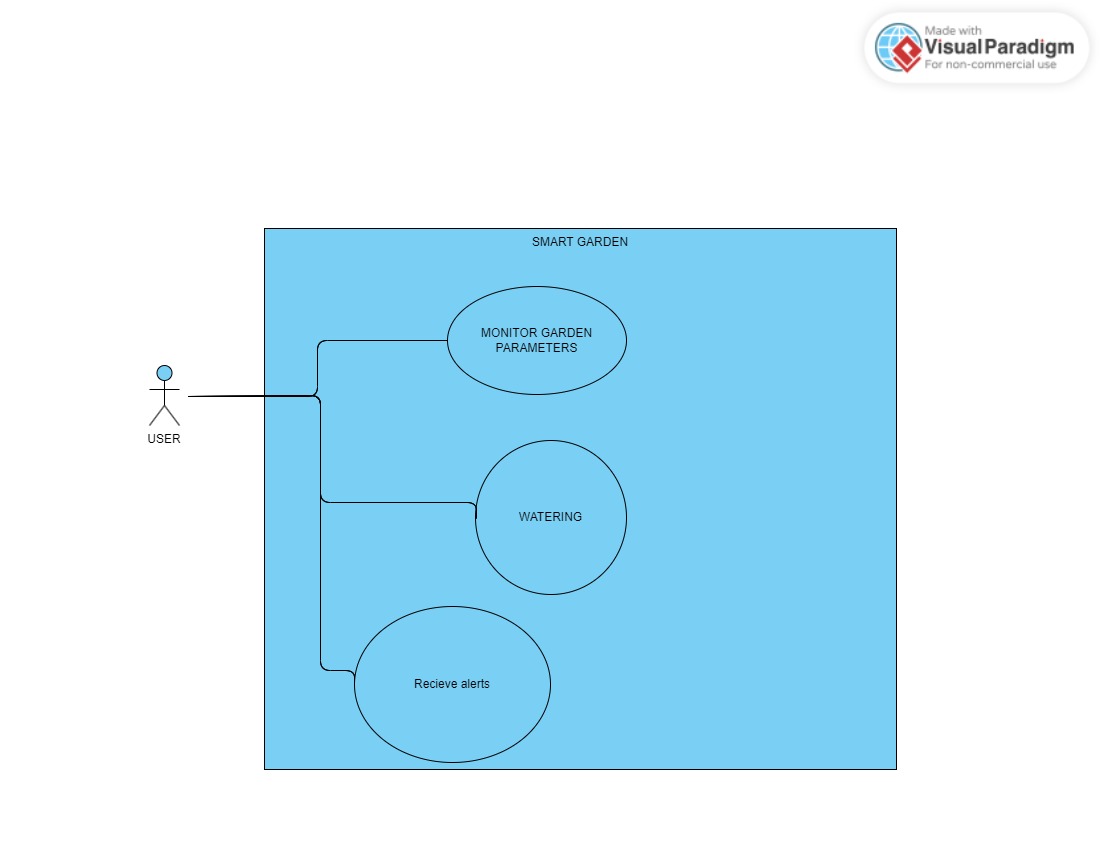 Made with
Visual Paradigm
For non-commercial use
SMART GARDEN
MONITOR GARDEN
PARAMETERS
USER
WATERING
Recieve alerts